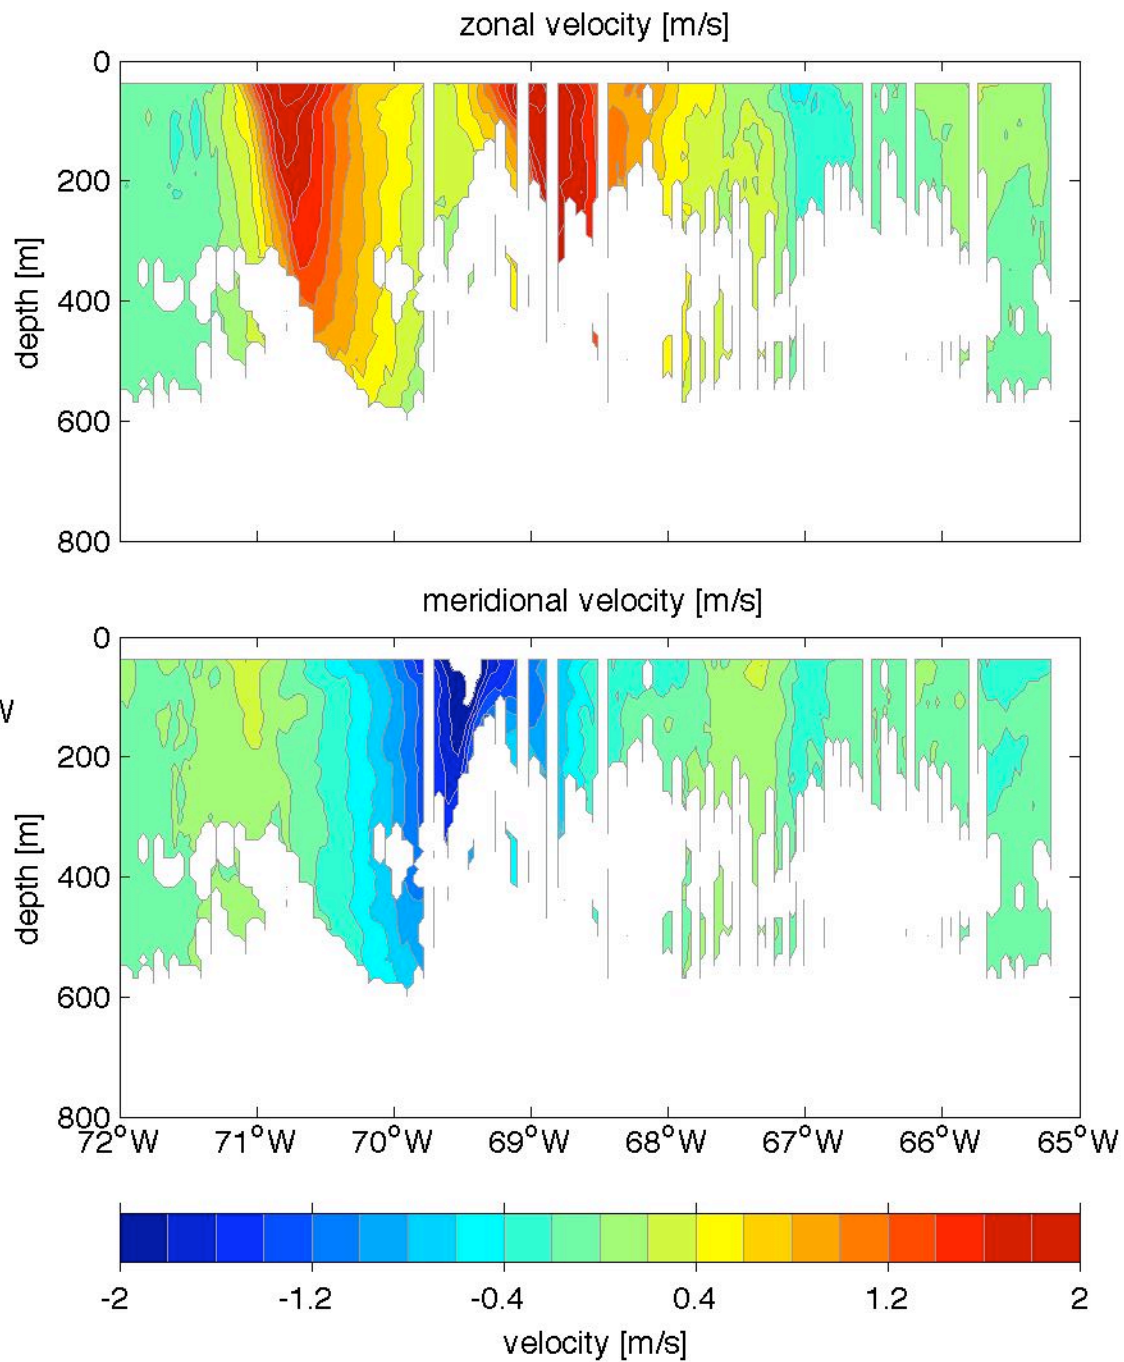 zonal velocity [m/s]
0
200
400
600
800
depth [m]
meridional velocity [m/s]
0
W
200
400
600
800
depth [m]
72°W 71°W 70°W 69°W 68°W 67°W 66°W 65°W
-2 -1.2 -0.4 0.4 1.2 2
velocity [m/s]